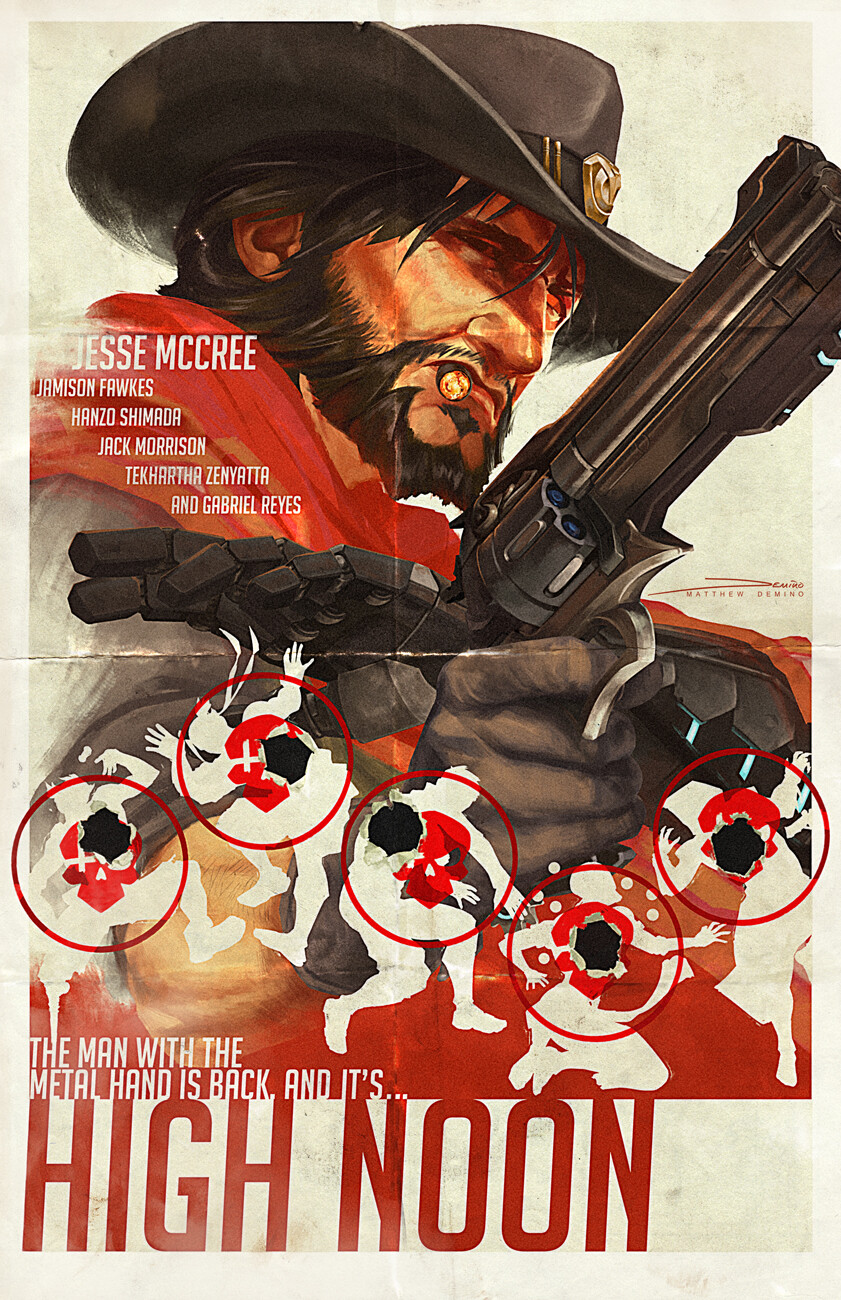 JESSE MCCREE
JAMISON FAWKES
HANZO SHIMADA
JACK MORRISON
TEKHARTHA ZENYATTA
AND GABRIEL REYES
DEMINO
MATTHEW DEMINO
THE MAN WITH THE
METAL HAND IS BACK, AND IT'S...
HIGH NOON